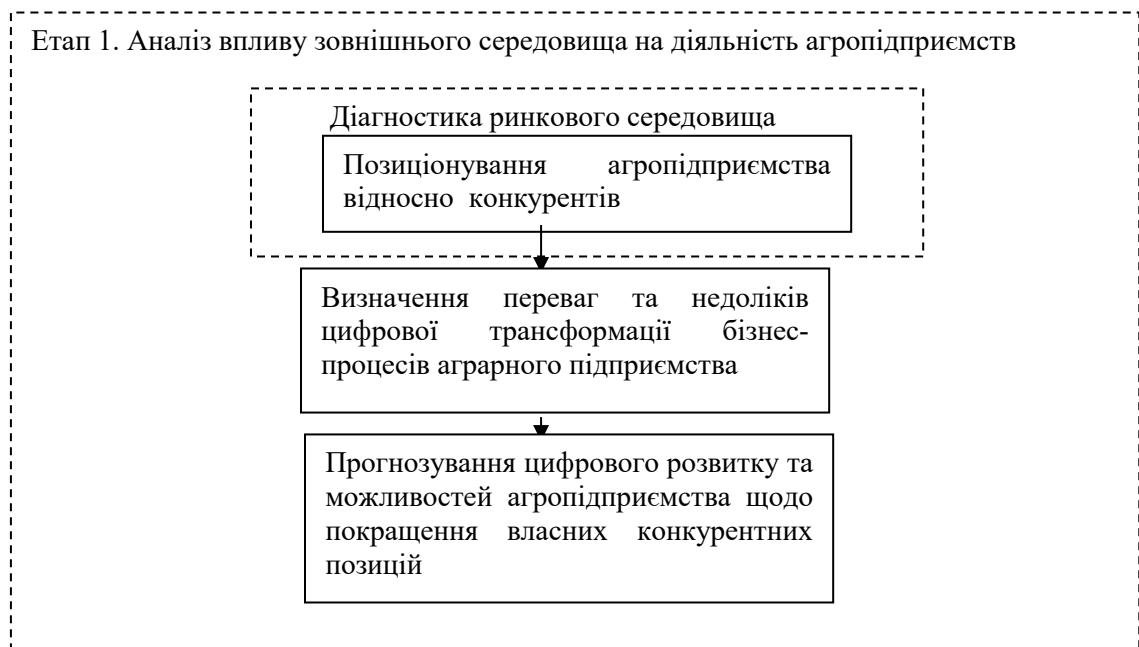 Етап 1. Аналіз впливу зовнішнього середовища на діяльність агропідприємств
Діагностика ринкового середовища
Позиціонування агропідприємства
відносно конкурентів
Визначення переваг та недоліків
цифрової трансформації бізнес-
процесів аграрного підприємства
Прогнозування цифрового розвитку та
можливостей агропідприємства щодо
покращення власних конкурентних
позицій